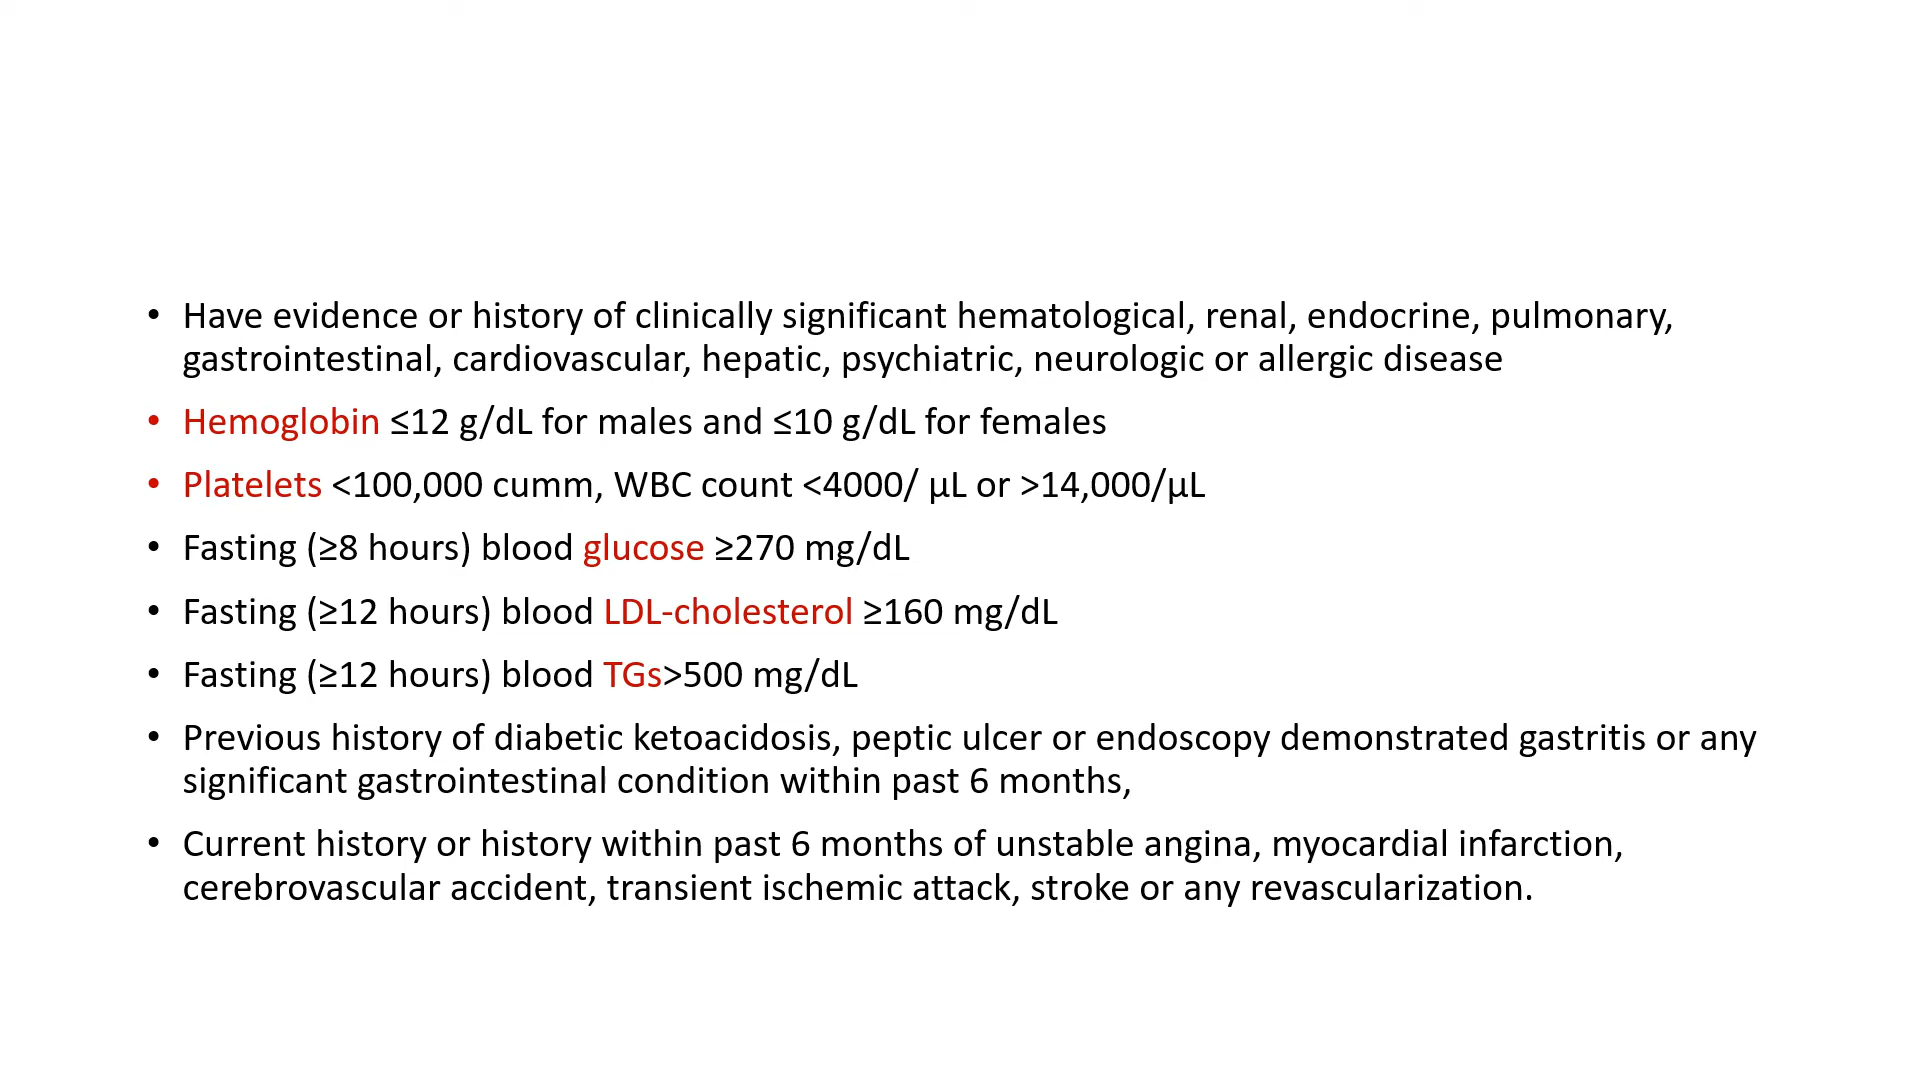 • Have evidence or history of clinically significant hematological, renal, endocrine, pulmonary,
gastrointestinal, cardiovascular, hepatic, psychiatric, neurologic or allergic disease
• Hemoglobin ≤12 g/dL for males and ≤10 g/dL for females
• Platelets <100,000 cumm, WBC count <4000/ µL or >14,000/µL
• Fasting (≥8 hours) blood glucose ≥270 mg/dL
• Fasting (≥12 hours) blood LDL-cholesterol ≥160 mg/dL
• Fasting (≥12 hours) blood TGs>500 mg/dL
• Previous history of diabetic ketoacidosis, peptic ulcer or endoscopy demonstrated gastritis or any
significant gastrointestinal condition within past 6 months,
• Current history or history within past 6 months of unstable angina, myocardial infarction,
cerebrovascular accident, transient ischemic attack, stroke or any revascularization.